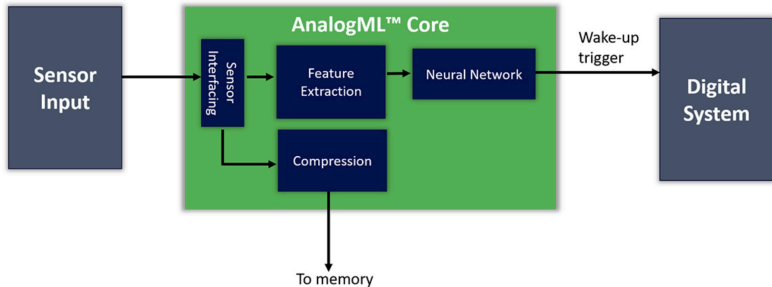 AnalogML™ Core
Sensor
Input
Sensor
Interfacing
Feature
Extraction
Neural Network
Wake-up
trigger
Digital
System
Compression
To memory